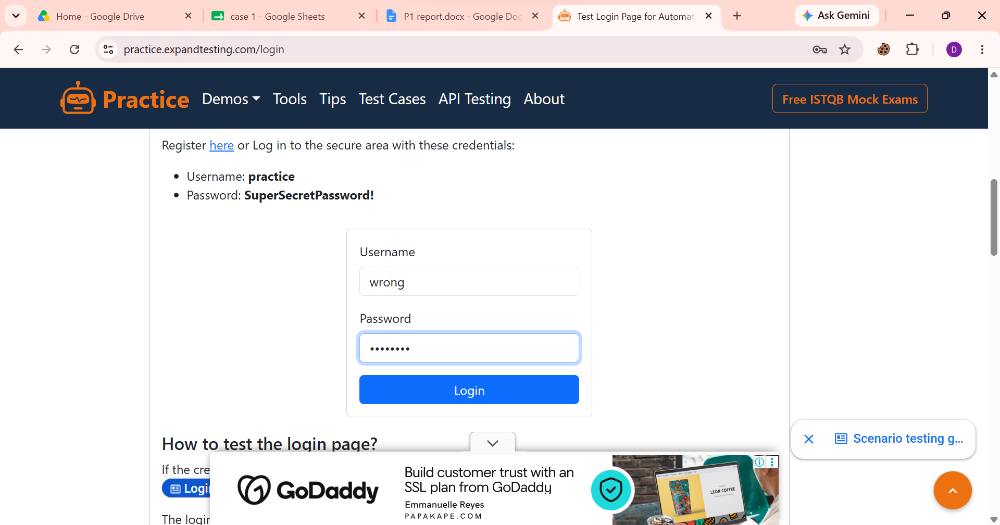 Home - Google Drive
case 1 - Google Sheets
P1 report.docx - Google Doc
Test Login Page for Automat
Ask Gemini
practice.expandtesting.com/login
D
Practice
Demos
Tools
Tips
Test Cases
API Testing
About
Free ISTQB Mock Exams
Register here or Log in to the secure area with these credentials:
Username: practice
Password: SuperSecretPassword!
Username
wrong
Password
••••••••
Login
How to test the login page?
Scenario testing g...
If the cre
Login
The login
GoDaddy
Build customer trust with an
SSL plan from GoDaddy
Emmanuelle Reyes
PAPAKAPE.COM
LEON COFFEE